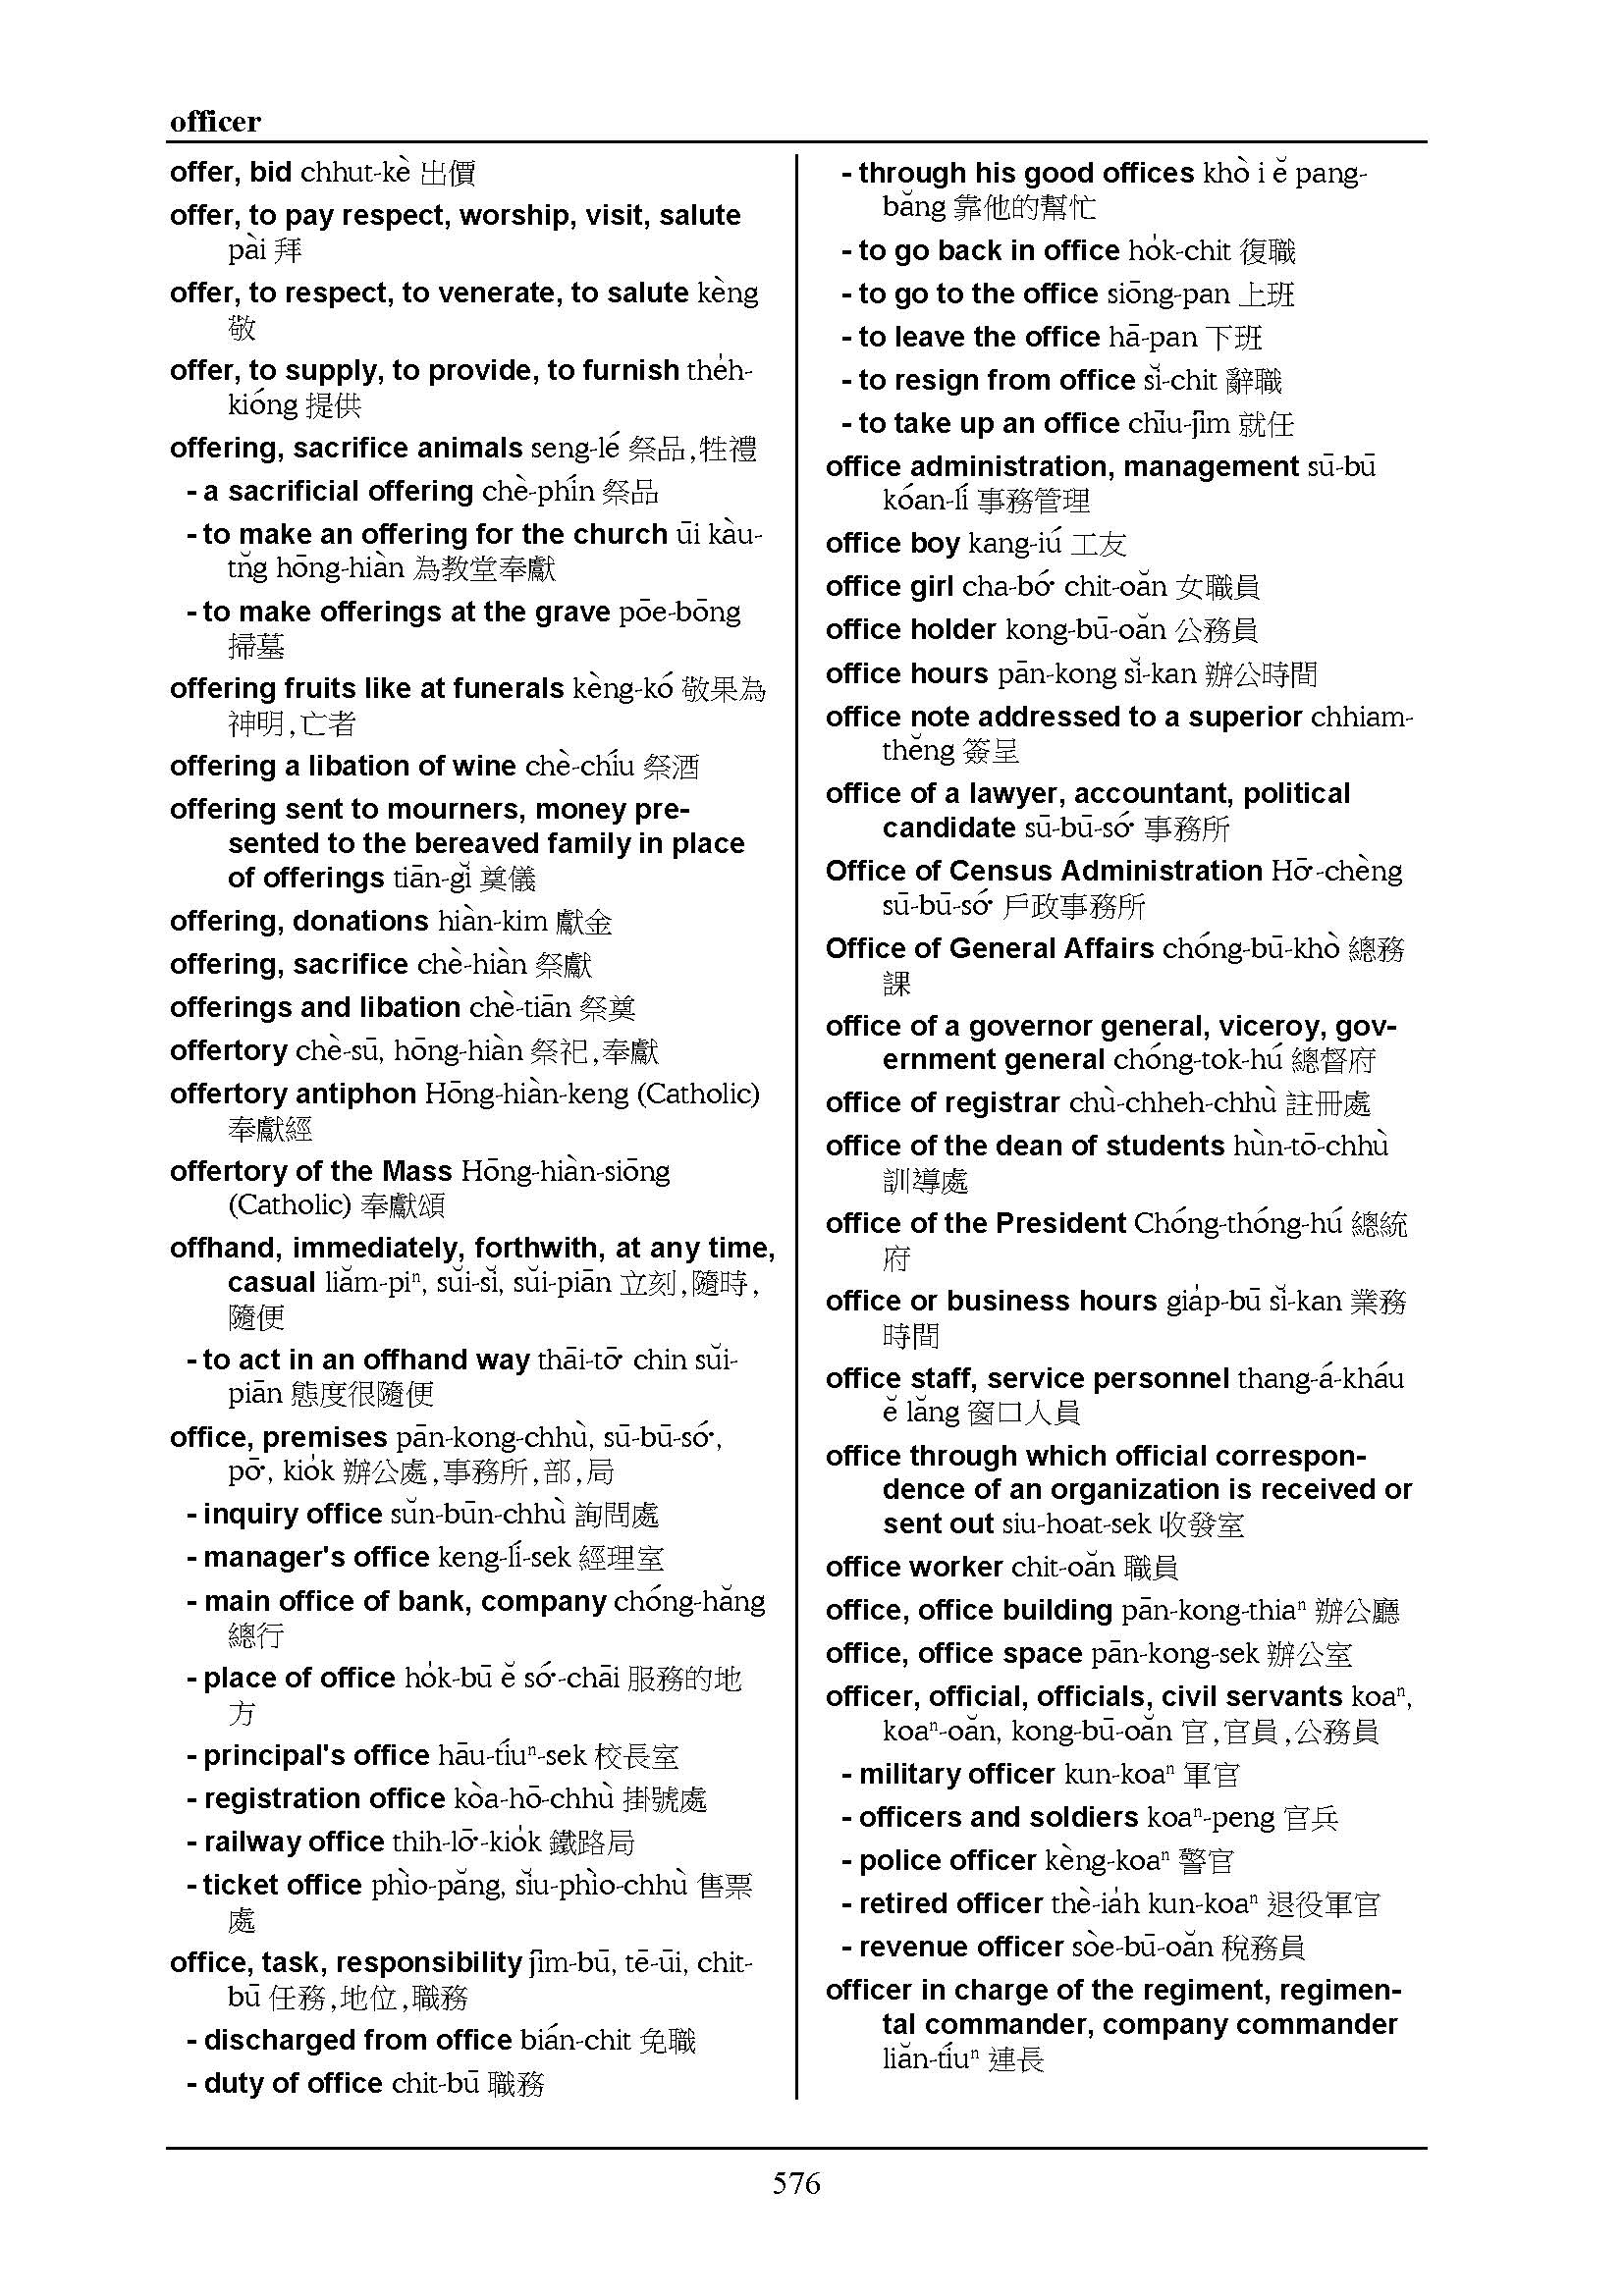 officer
offer, bid chhut-kè 出價
offer, to pay respect, worship, visit, salute
pài 拜
offer, to respect, to venerate, to salute kèng
敬
offer, to supply, to provide, to furnish the̍h-
kióng 提供
offering, sacrifice animals seng-lé 祭品,牲禮
- a sacrificial offering chè-phín 祭品
- to make an offering for the church ūi kàu-
tn̆g hōng-hiàn 為教堂奉獻
- to make offerings at the grave pōe-bōng
掃墓
offering fruits like at funerals kèng-kó 敬果為
神明,亡者
offering a libation of wine chè-chíu 祭酒
offering sent to mourners, money pre-
sented to the bereaved family in place
of offerings tiān-gĭ 奠儀
offering, donations hiàn-kim 獻金
offering, sacrifice chè-hiàn 祭獻
offerings and libation chè-tiān 祭奠
offertory chè-sū, hōng-hiàn 祭祀,奉獻
offertory antiphon Hōng-hiàn-keng (Catholic)
奉獻經
offertory of the Mass Hōng-hiàn-siōng
(Catholic) 奉獻頌
offhand, immediately, forthwith, at any time,
casual liăm-piⁿ, sŭi-sĭ, sŭi-piān 立刻,隨時,
隨便
- to act in an offhand way thāi-tō͘ chin sŭi-
piān 態度很隨便
office, premises pān-kong-chhù, sū-bū-só͘,
pō͘, kio̍k 辦公處,事務所,部,局
- inquiry office sŭn-būn-chhù 詢問處
- manager's office keng-lí-sek 經理室
- main office of bank, company chóng-hăng
總行
- place of office ho̍k-bū ĕ só͘-chāi 服務的地
方
- principal's office hāu-tíuⁿ-sek 校長室
- registration office kòa-hō-chhù 掛號處
- railway office thih-lō͘-kio̍k 鐵路局
- ticket office phìo-păng, sĭu-phìo-chhù 售票
處
office, task, responsibility jīm-bū, tē-ūi, chit-
bū 任務,地位,職務
- discharged from office bián-chit 免職
- duty of office chit-bū 職務
- through his good offices khò i ĕ pang-
băng 靠他的幫忙
- to go back in office ho̍k-chit 復職
- to go to the office siōng-pan 上班
- to leave the office hā-pan 下班
- to resign from office sĭ-chit 辭職
- to take up an office chīu-jīm 就任
office administration, management sū-bū
kóan-lí 事務管理
office boy kang-iú 工友
office girl cha-bó͘ chit-oăn 女職員
office holder kong-bū-oăn 公務員
office hours pān-kong sĭ-kan 辦公時間
office note addressed to a superior chhiam-
thĕng 簽呈
office of a lawyer, accountant, political
candidate sū-bū-só͘ 事務所
Office of Census Administration Hō͘-chèng
sū-bū-só͘ 戶政事務所
Office of General Affairs chóng-bū-khò 總務
課
office of a governor general, viceroy, gov-
ernment general chóng-tok-hú 總督府
office of registrar chù-chheh-chhù 註冊處
office of the dean of students hùn-tō-chhù
訓導處
office of the President Chóng-thóng-hú 總統
府
office or business hours gia̍p-bū sĭ-kan 業務
時間
office staff, service personnel thang-á-kháu
ĕ lăng 窗口人員
office through which official correspon-
dence of an organization is received or
sent out siu-hoat-sek 收發室
office worker chit-oăn 職員
office, office building pān-kong-thiaⁿ 辦公廳
office, office space pān-kong-sek 辦公室
officer, official, officials, civil servants koaⁿ,
koaⁿ-oăn, kong-bū-oăn 官,官員,公務員
- military officer kun-koaⁿ 軍官
- officers and soldiers koaⁿ-peng 官兵
- police officer kèng-koaⁿ 警官
- retired officer thè-ia̍h kun-koaⁿ 退役軍官
- revenue officer sòe-bū-oăn 稅務員
officer in charge of the regiment, regimen-
tal commander, company commander
liăn-tíuⁿ 連長
576